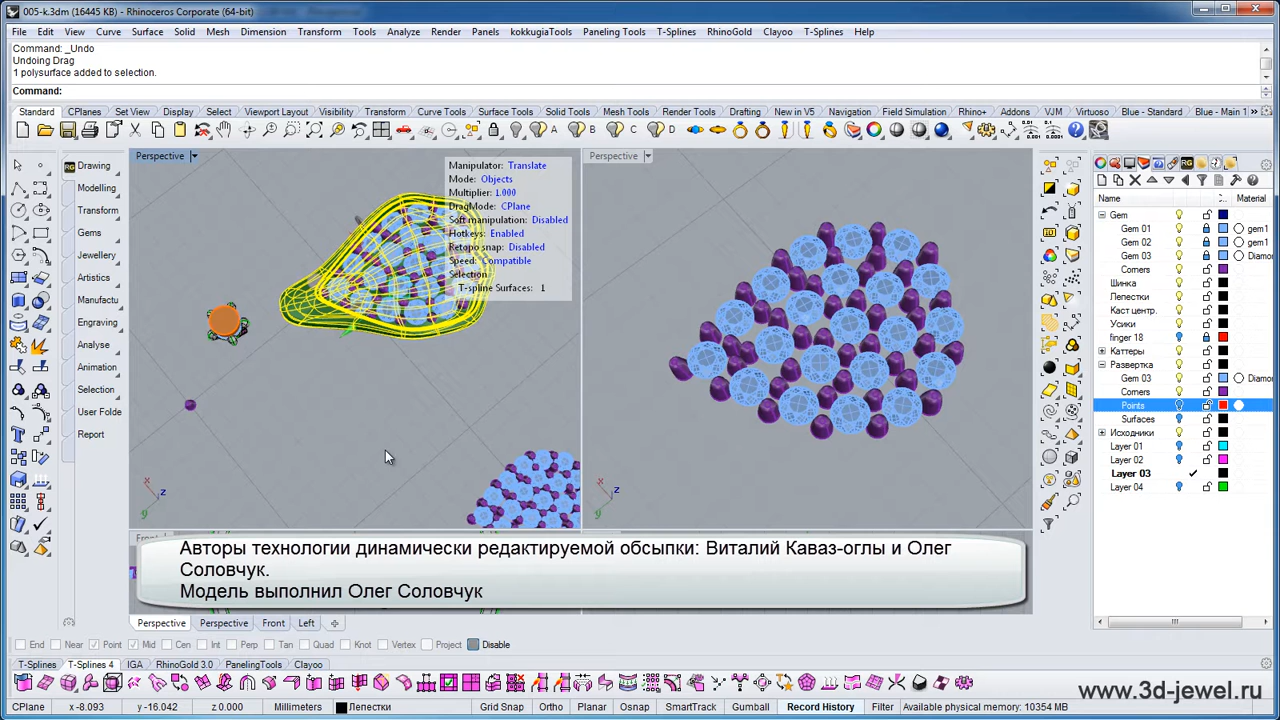 005-k.3dm (16445 KB) - Rhinoceros Corporate (64-bit)
File Edit View Curve Surface Solid Mesh Dimension Transform Tools Analyze Render Panels kokkugiaTools Paneling Tools T-Splines RhinoGold Clayoo T-Splines Help
Command: _Undo
Undoing Drag
1 polysurface added to selection.
Command:
Standard CPlanes Set View Display Select Viewport Layout Visibility Transform Curve Tools Surface Tools Solid Tools Mesh Tools Render Tools Drafting New in V5 Navigation Field Simulation Rhino+ Addons VJM Virtuoso Blue - Standard Blue - Main 1
A B C D
Perspective
Perspective
Manipulator: Translate
Mode: Objects
Multiplier: 1.000
DragMode: CPlane
Soft manipulation: Disabled
Hotkeys: Enabled
Retopo snap: Disabled
Speed: Compatible
Selection:
T-spline Surfaces: 1
Drawing
Modelling
Transform
Gems
Jewellery
Artistics
Manufactu
Engraving
Analyse
Animation
Selection
User Folde
Report
Name Material
Gem
Gem 01 gem1
Gem 02 gem1
Gem 03 Diamo
Corners
Шинка
Лепестки
Каст центр.
Усики
finger 18
Каттеры
Развертка
Gem 03 Diamo
Corners
Points
Surfaces
Исходники
Layer 01
Layer 02
Layer 03
Layer 04
x z y
x z y
Front
Авторы технологии динамически редактируемой обсыпки: Виталий Каваз-оглы и Олег
Соловчук.
Модель выполнил Олег Соловчук
Perspective Perspective Front Left
End Near Point Mid Cen Int Perp Tan Quad Knot Vertex Project Disable
T-Splines T-Splines 4 IGA RhinoGold 3.0 PanelingTools Clayoo
www.3d-jewel.ru
CPlane x -8.093 y -16.042 z 0.000 Millimeters Лепестки Grid Snap Ortho Planar Osnap SmartTrack Gumball Record History Filter Available physical memory: 10354 MB